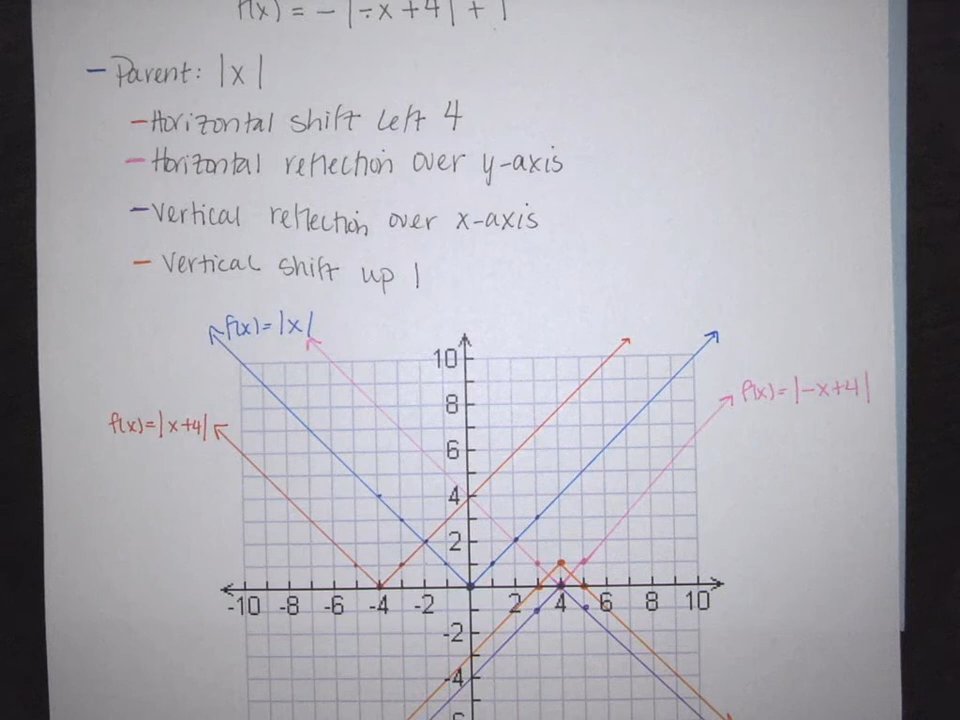 f(x) = - |-x +4| + 1
- Parent: |x|
- Horizontal shift left 4
- Horizontal reflection over y-axis
- Vertical reflection over x-axis
- Vertical shift up 1
f(x)=|x|
10
8
f(x)=|-x+4|
f(x)=|x+4|
6
4
2
-10 -8 -6 -4 -2 2 4 6 8 10
-2
-4